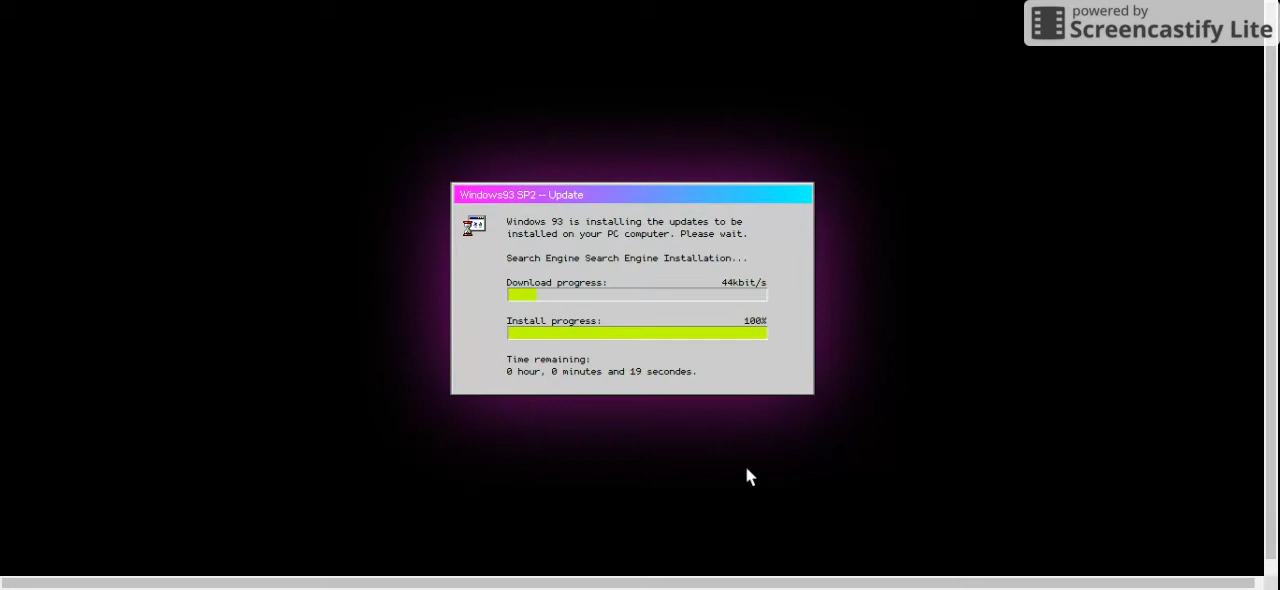 powered by
Screencastify Lite
Windows93 SP2 -- Update
Windows 93 is installing the updates to be
installed on your PC computer. Please wait.
Search Engine Search Engine Installation...
Download progress: 44kbit/s
Install progress: 100%
Time remaining:
0 hour, 0 minutes and 19 secondes.